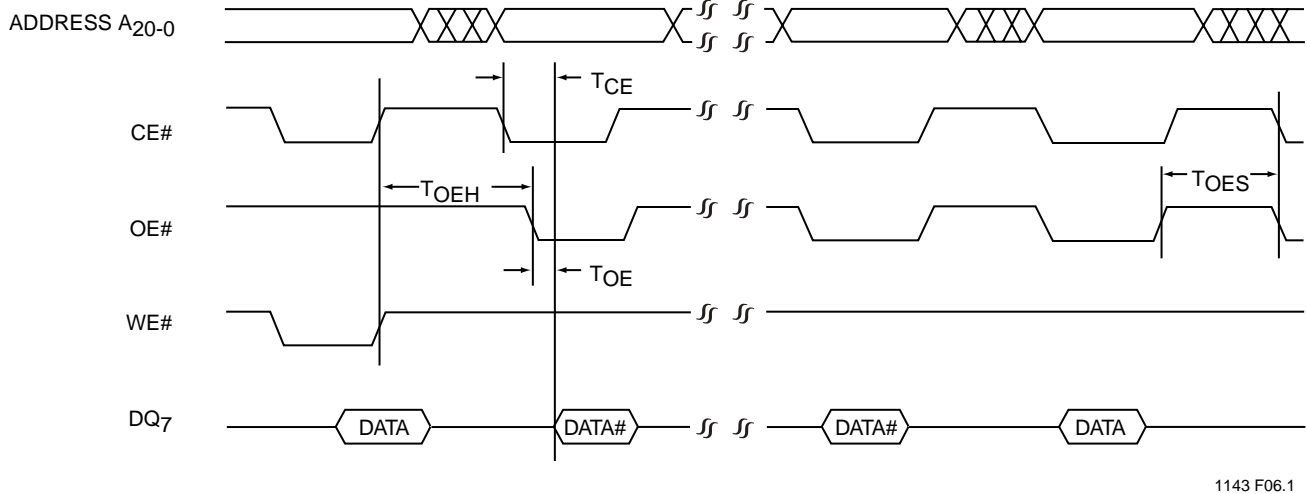 ADDRESS A20-0
TCE
CE#
TOEH
TOES
OE#
TOE
WE#
DQ7
DATA
DATA#
DATA#
DATA
1143 F06.1